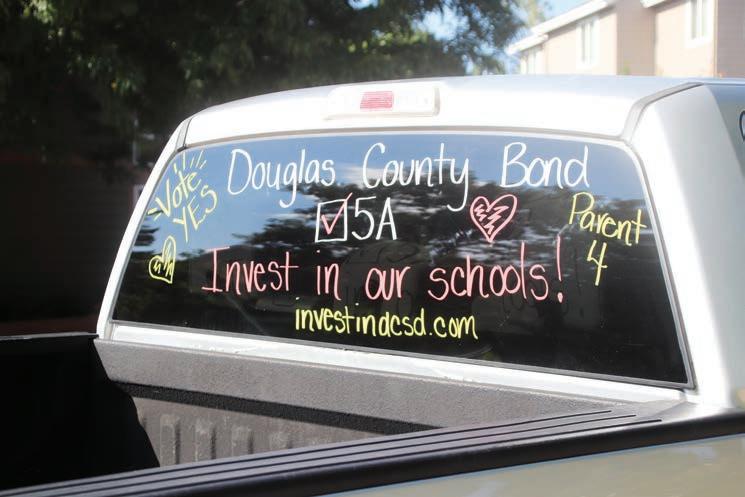 Vote
YES
Douglas County Bond
5A
Parent
4
Invest in our schools!
investindcsd.com